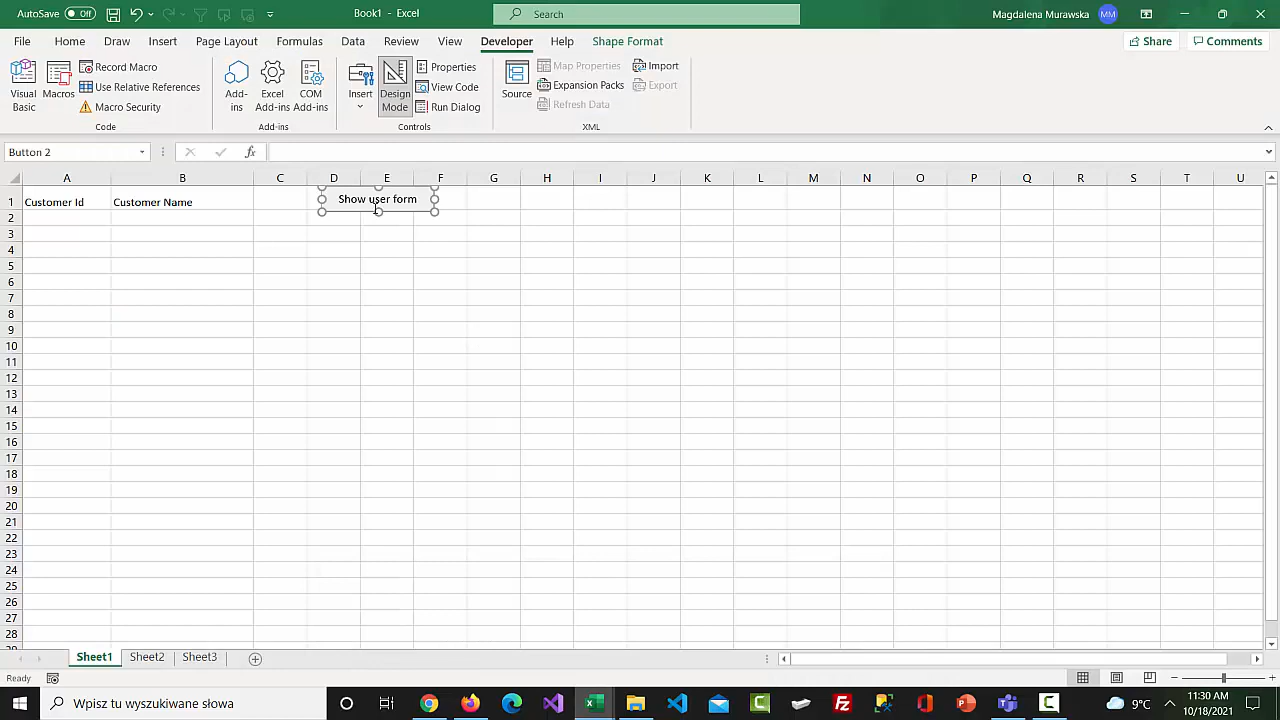 AutoSave Off Book1 - Excel Search Magdalena Murawska MM
File Home Draw Insert Page Layout Formulas Data Review View Developer Help Shape Format Share Comments
Visual Basic
Macros
Record Macro
Use Relative References
Macro Security
Code
Add-ins
Excel Add-ins
COM Add-ins
Add-ins
Insert
Design Mode
Properties
View Code
Run Dialog
Controls
Source
Map Properties
Expansion Packs
Refresh Data
Import
Export
XML
Button 2 fx
A B C D E F G H I J K L M N O P Q R S T U
1 Customer Id Customer Name Show user form
2
3
4
5
6
7
8
9
10
11
12
13
14
15
16
17
18
19
20
21
22
23
24
25
26
27
28
Sheet1 Sheet2 Sheet3
Ready
Wpisz tu wyszukiwane słowa 9°C 11:30 AM
10/18/2021